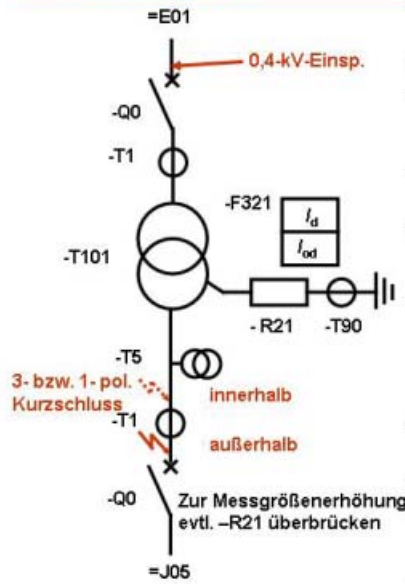 =E01
0,4-kV-Einsp.
-Q0
-T1
-F321
Id
Iod
-T101
- R21
-T90
-T5
3- bzw. 1- pol.
Kurzschluss
innerhalb
-T1
außerhalb
-Q0
Zur Messgrößenerhöhung
evtl. –R21 überbrücken
=J05